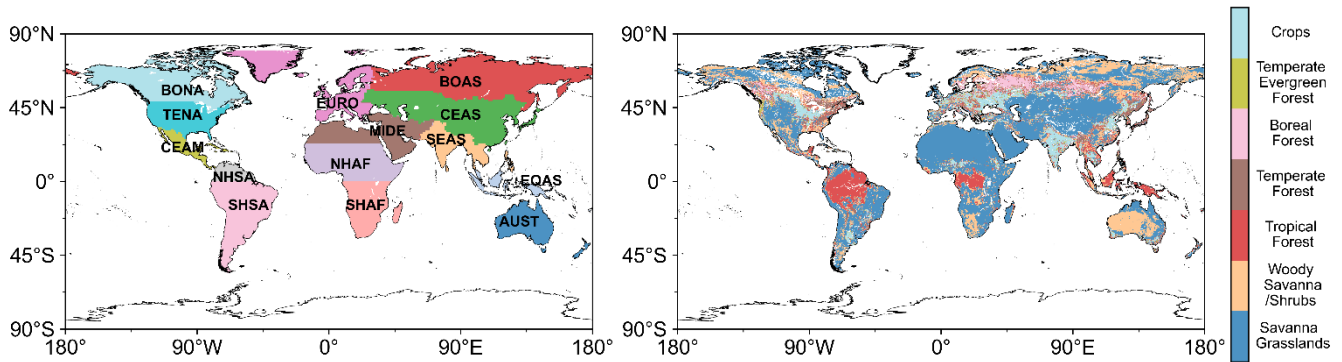 90°N
45°N
0°
45°S
90°S
180°
90°W
0°
90°E
180°
BONA
TENA
CEAM
NHSA
SHSA
EURO
MIDE
NHAF
SHAF
BOAS
CEAS
SEAS
EQAS
AUST
90°N
45°N
0°
45°S
90°S
180°
90°W
0°
90°E
180°
Crops
Temperate
Evergreen
Forest
Boreal
Forest
Temperate
Forest
Tropical
Forest
Woody
Savanna
/Shrubs
Savanna
Grasslands